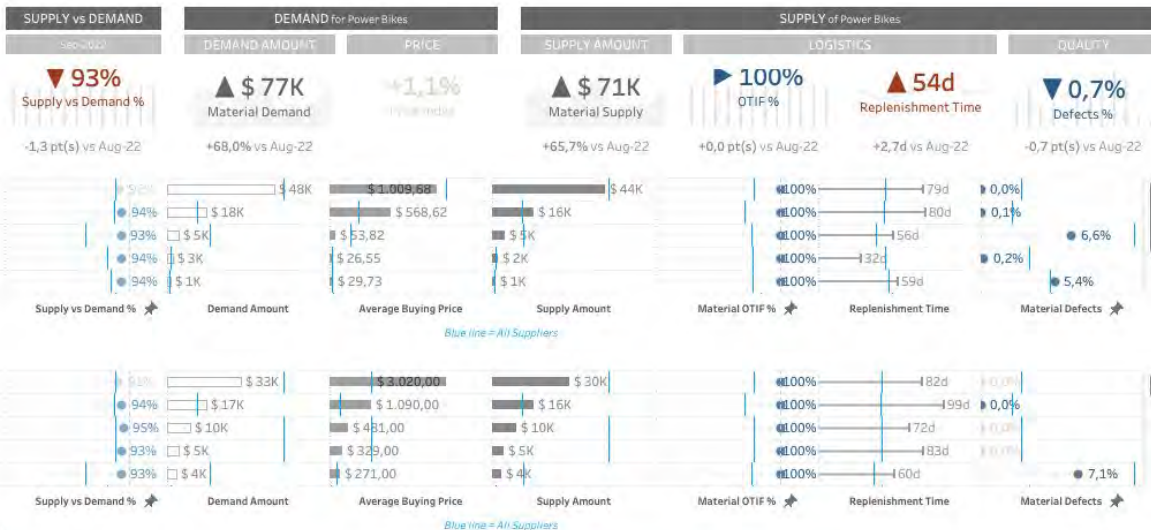 SUPPLY vs DEMAND DEMAND for Power Bikes SUPPLY of Power Bikes
Sep-2022 DEMAND AMOUNT PRICE SUPPLY AMOUNT LOGISTICS QUALITY
▼ 93% ▲ $ 77K +1,1% ▲ $ 71K ▶ 100% ▲ 54d ▼ 0,7%
Supply vs Demand % Material Demand Material Supply OTIF % Replenishment Time Defects %
-1,3 pt(s) vs Aug-22 +68,0% vs Aug-22 +65,7% vs Aug-22 +0,0 pt(s) vs Aug-22 +2,7d vs Aug-22 -0,7 pt(s) vs Aug-22
$ 48K $ 1.009,68 $ 44K 100% 79d 0,0%
94% $ 18K $ 568,62 $ 16K 100% 80d 0,1%
93% $ 5K $ 53,82 $ 5K 100% 56d 6,6%
94% $ 3K $ 26,55 $ 2K 100% 32d 0,2%
94% $ 1K $ 29,73 $ 1K 100% 59d 5,4%
Supply vs Demand % Demand Amount Average Buying Price Supply Amount Material OTIF % Replenishment Time Material Defects
Blue line = All Suppliers
91% $ 33K $ 3.020,00 $ 30K 100% 82d 0,0%
94% $ 17K $ 1.090,00 $ 16K 100% 99d 0,0%
95% $ 10K $ 481,00 $ 10K 100% 72d
93% $ 5K $ 329,00 $ 5K 100% 83d 0,0%
93% $ 4K $ 271,00 $ 4K 100% 60d 7,1%
Supply vs Demand % Demand Amount Average Buying Price Supply Amount Material OTIF % Replenishment Time Material Defects
Blue line = All Suppliers